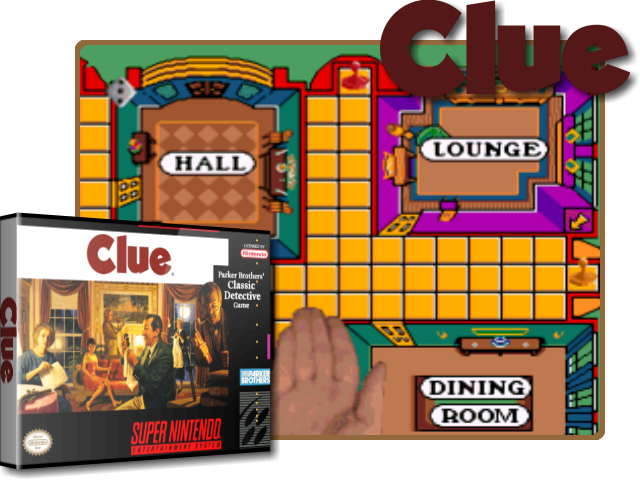 Clue
HALL
LOUNGE
Clue
LICENSED BY
Nintendo
Parker Brothers'
Classic
Detective
Game
Clue
PARKER
BROTHERS
DINING
ROOM
SUPER NINTENDO
ENTERTAINMENT SYSTEM